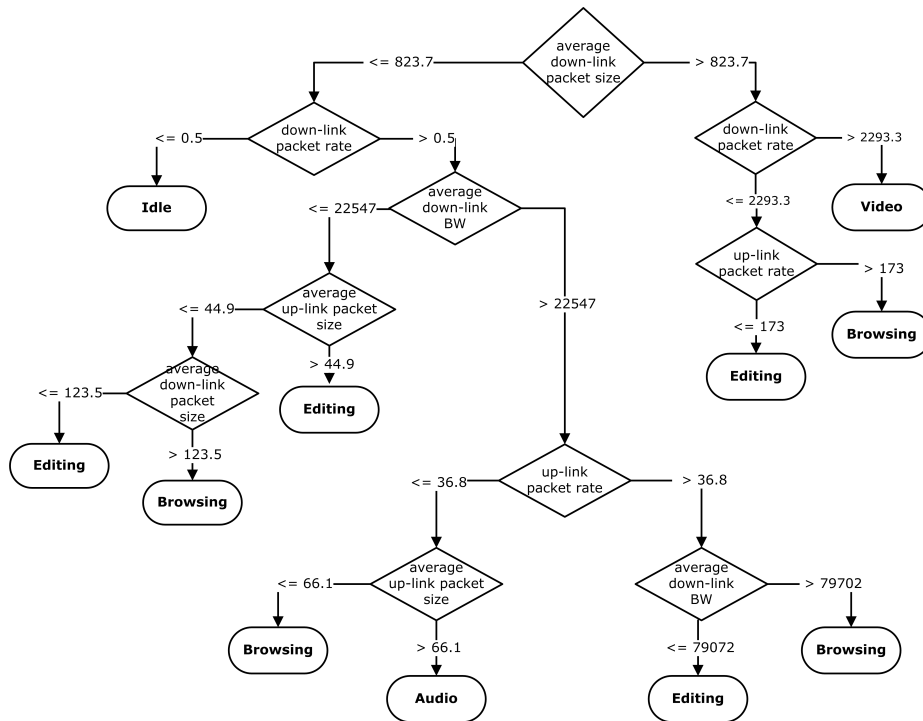 average
down-link
packet size
<= 823.7
> 823.7
down-link
packet rate
<= 0.5
> 0.5
Idle
down-link
packet rate
> 2293.3
<= 2293.3
Video
average
down-link
BW
<= 22547
> 22547
up-link
packet rate
> 173
<= 173
Browsing
Editing
average
up-link packet
size
<= 44.9
> 44.9
Editing
average
down-link
packet
size
<= 123.5
> 123.5
Editing
Browsing
up-link
packet rate
<= 36.8
> 36.8
average
up-link packet
size
<= 66.1
> 66.1
Browsing
Audio
average
down-link
BW
> 79702
<= 79072
Editing
Browsing